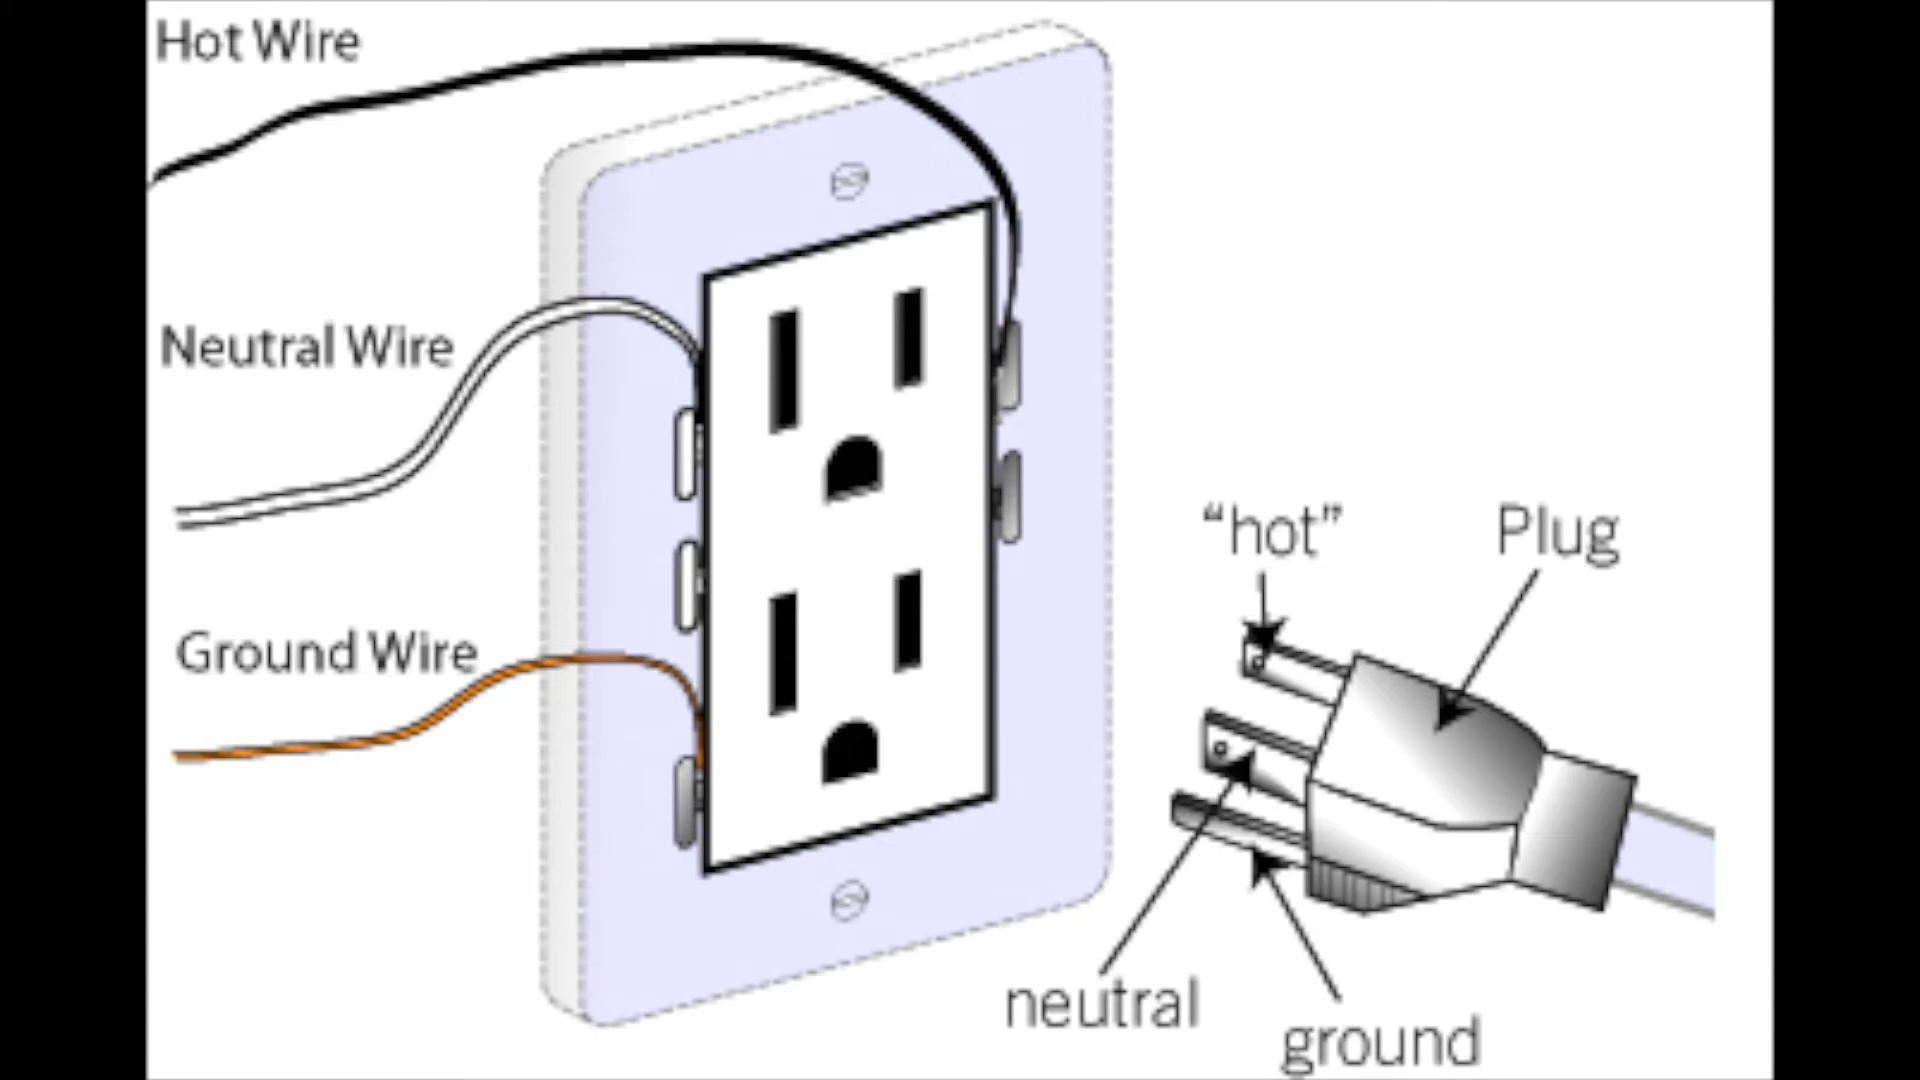 Hot Wire
Neutral Wire
Ground Wire
“hot”
Plug
neutral
ground